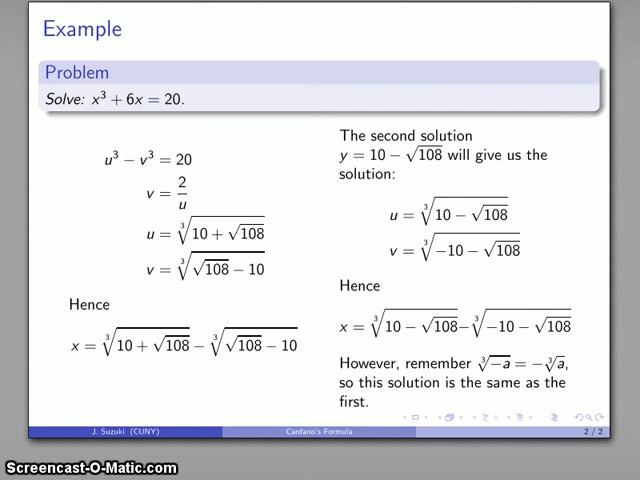 Example
Problem
Solve: x³ + 6x = 20.
u³ − v³ = 20
v = 2/u
u = ∛(10 + √108)
v = ∛(√108 − 10)
Hence
x = ∛(10 + √108) − ∛(√108 − 10)
The second solution
y = 10 − √108 will give us the
solution:
u = ∛(10 − √108)
v = ∛(−10 − √108)
Hence
x = ∛(10 − √108) − ∛(−10 − √108)
However, remember ∛−a = −∛a,
so this solution is the same as the
first.
J. Suzuki (CUNY)
Cardano's Formula
2 / 2
Screencast-O-Matic.com